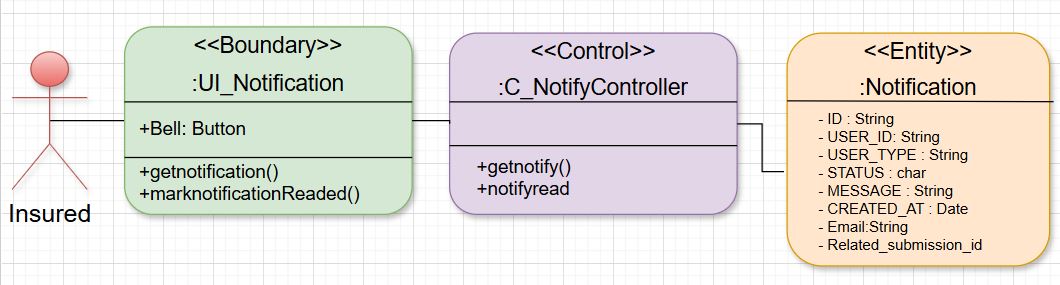 Insured
<<Boundary>>
:UI_Notification
+Bell: Button
+getnotification()
+marknotificationReaded()
<<Control>>
:C_NotifyController
+getnotify()
+notifyread
<<Entity>>
:Notification
- ID : String
- USER_ID: String
- USER_TYPE : String
- STATUS : char
- MESSAGE : String
- CREATED_AT : Date
- Email:String
- Related_submission_id